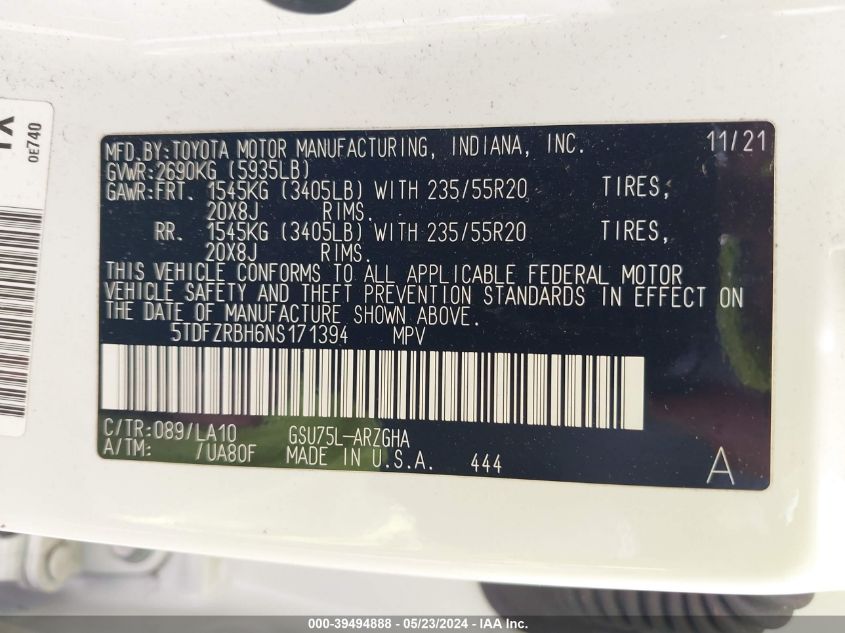 MFD.BY:TOYOTA MOTOR MANUFACTURING, INDIANA, INC. 11/21
GVWR:2690KG (5935LB)
GAWR:FRT. 1545KG (3405LB) WITH 235/55R20 TIRES,
20X8J RIMS.
RR. 1545KG (3405LB) WITH 235/55R20 TIRES,
20X8J RIMS.
THIS VEHICLE CONFORMS TO ALL APPLICABLE FEDERAL MOTOR
VEHICLE SAFETY AND THEFT PREVENTION STANDARDS IN EFFECT ON
THE DATE OF MANUFACTURE SHOWN ABOVE.
5TDFZRBH6NS171394 MPV
C/TR:089/LA10 GSU75L-ARZGHA
A/TM: /UA80F MADE IN U.S.A. 444 A
0E740
000-39494888 - 05/23/2024 - IAA Inc.